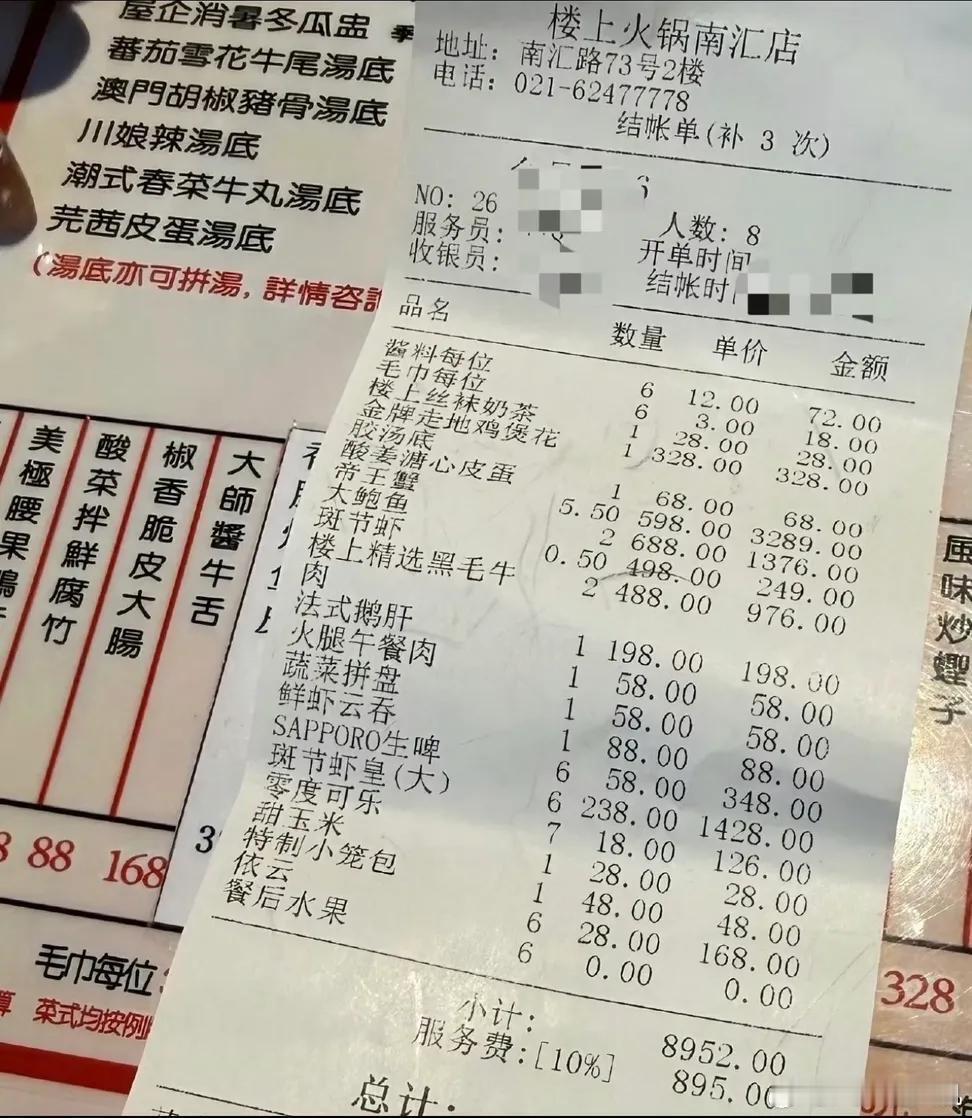 屋企消暑冬瓜盅
蕃茄雪花牛尾湯底
澳門胡椒豬骨湯底
川娘辣湯底
潮式春菜牛丸湯底
芫茜皮蛋湯底
(湯底亦可拼湯,詳情咨
美極腰果
酸菜拌鮮腐竹
椒香脆皮大腸
大師醬牛舌
88
168
3
毛巾每位
菜式均按例
味炒蟶子
328
楼上火锅南汇店
地址: 南汇路73号2楼
电话: 021-62477778
结帐单(补 3 次)
NO: 26
人数: 8
服务员:
开单时间
收银员:
结帐时
品名 数量 单价 金额
酱料每位 6 12.00 72.00
毛巾每位 6 3.00 18.00
楼上丝袜奶茶 1 28.00 28.00
金牌走地鸡煲花 1 328.00 328.00
胶汤底
酸姜溏心皮蛋 1 68.00 68.00
帝王蟹 5.50 598.00 3289.00
大鲍鱼 2 688.00 1376.00
斑节虾 0.50 498.00 249.00
楼上精选黑毛牛 2 488.00 976.00
肉
法式鹅肝 1 198.00 198.00
火腿午餐肉 1 58.00 58.00
蔬菜拼盘 1 58.00 58.00
鲜虾云吞 1 88.00 88.00
SAPPORO生啤 6 58.00 348.00
斑节虾皇(大) 6 238.00 1428.00
零度可乐 7 18.00 126.00
甜玉米 1 28.00 28.00
特制小笼包 1 48.00 48.00
依云 6 28.00 168.00
餐后水果 6 0.00 0.00
小计: 8952.00
服务费:[10%] 895.0
总计: